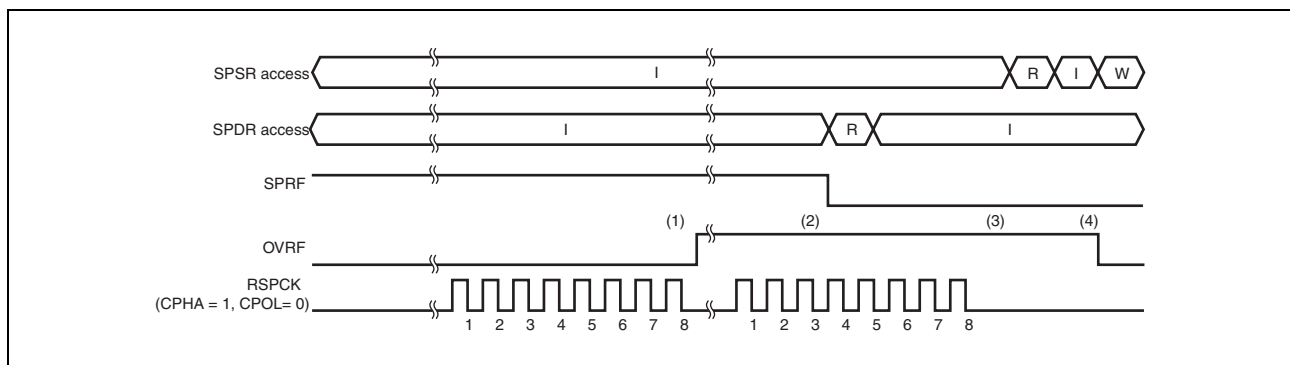 SPSR access I R I W
SPDR access I R I
SPRF
(1) (2) (3) (4)
OVRF
RSPCK
(CPHA = 1, CPOL= 0)
1 2 3 4 5 6 7 8 1 2 3 4 5 6 7 8